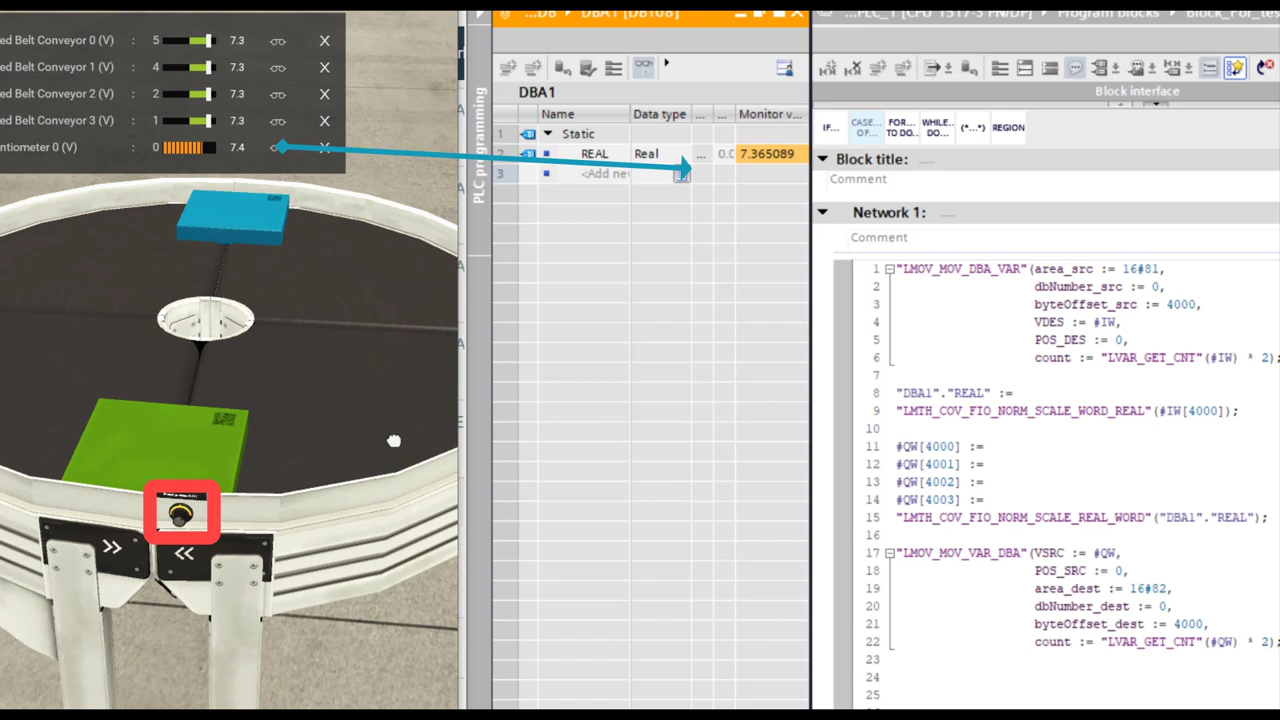 ed Belt Conveyor 0 (V) : 5 7.3 X
ed Belt Conveyor 1 (V) : 4 7.3 X
ed Belt Conveyor 2 (V) : 2 7.3 X
ed Belt Conveyor 3 (V) : 1 7.3 X
ntiometer 0 (V) : 0 7.4 X
PLC programming
...DB DBA1 [DB108]
DBA1
Name Data type ... ... Monitor v...
1 Static
2 REAL Real ... 0.0 7.365089
3 <Add new
...PLC_1 [CPU 1517-3 PN/DP] Program blocks Block_For_tes
Block interface
IF... CASE... OF... FOR... TO DO... WHILE.. DO... (*...*) REGION
Block title: .....
Comment
Network 1: .....
Comment
1 "LMOV_MOV_DBA_VAR"(area_src := 16#81,
2 dbNumber_src := 0,
3 byteOffset_src := 4000,
4 VDES := #IW,
5 POS_DES := 0,
6 count := "LVAR_GET_CNT"(#IW) * 2);
7
8 "DBA1"."REAL" :=
9 "LMTH_COV_FIO_NORM_SCALE_WORD_REAL"(#IW[4000]);
10
11 #QW[4000] :=
12 #QW[4001] :=
13 #QW[4002] :=
14 #QW[4003] :=
15 "LMTH_COV_FIO_NORM_SCALE_REAL_WORD"("DBA1"."REAL");
16
17 "LMOV_MOV_VAR_DBA"(VSRC := #QW,
18 POS_SRC := 0,
19 area_dest := 16#82,
20 dbNumber_dest := 0,
21 byteOffset_dest := 4000,
22 count := "LVAR_GET_CNT"(#QW) * 2);
23
24
25